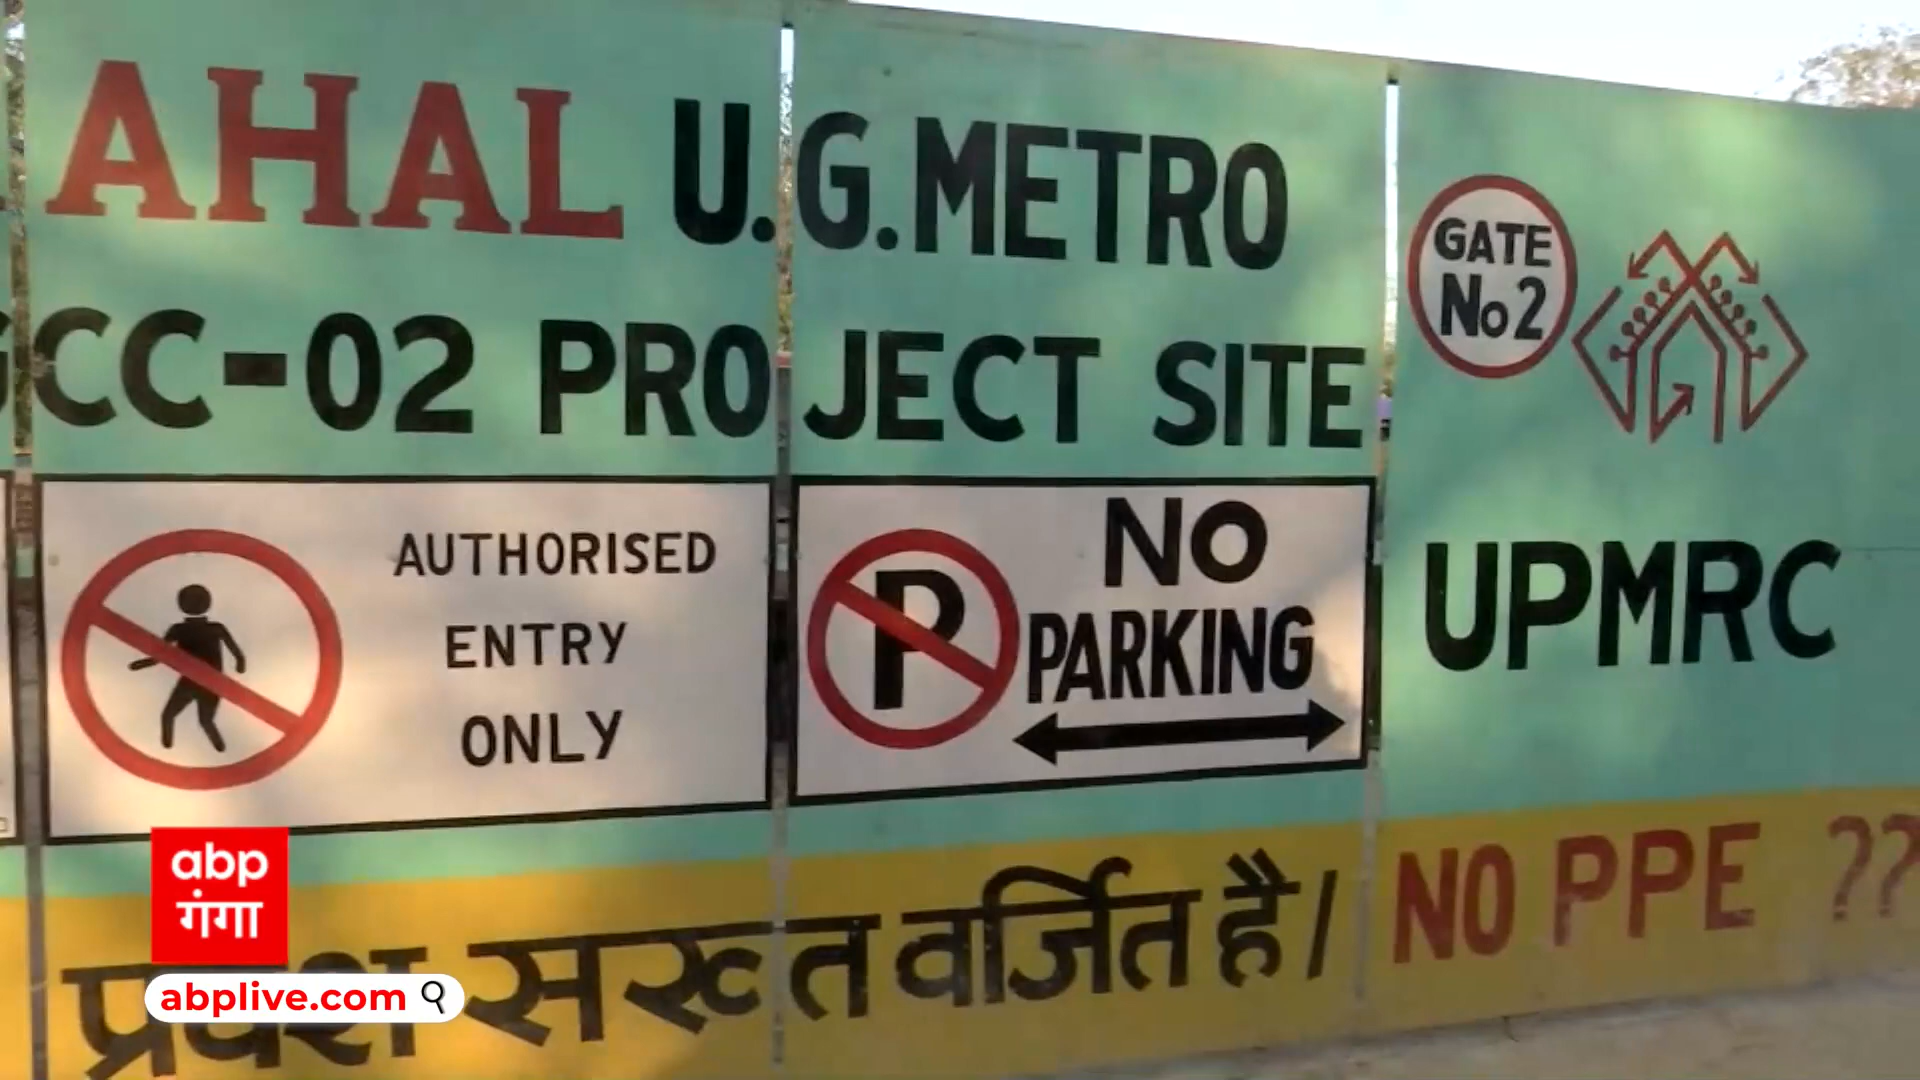 AHAL U.G.METRO
GCC-02 PROJECT SITE
GATE
No 2
AUTHORISED
ENTRY
ONLY
NO
P
PARKING
UPMRC
प्रवेश सख्त वर्जित है। NO PPE ??
abp
गंगा
abplive.com